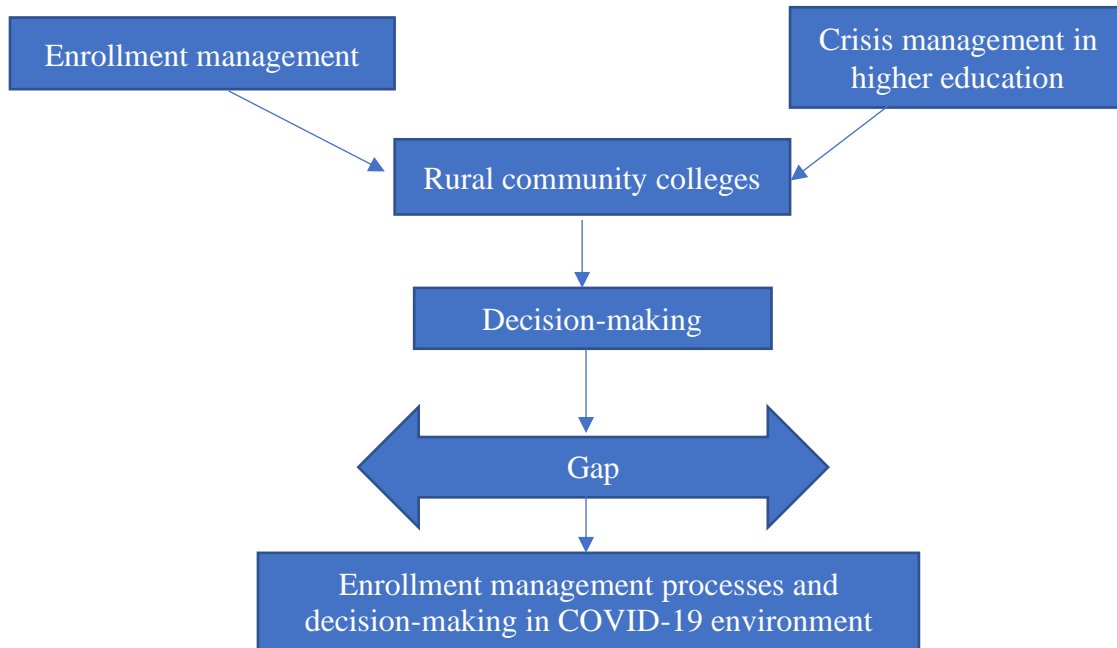 Enrollment management
Crisis management in
higher education
Rural community colleges
Decision-making
Gap
Enrollment management processes and
decision-making in COVID-19 environment